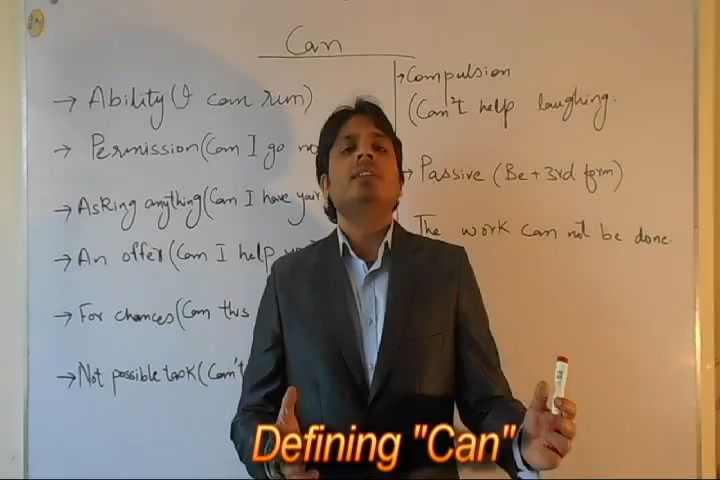 Can
→ Ability (I can run)
→ Permission (Can I go no
→ Asking anything (Can I have your
→ An offer (Can I help
→ For chances (Can this
→ Not possible task (Can't
→ Compulsion
(Can't help laughing.
→ Passive (Be + 3rd form)
The work can not be done.
Defining "Can"